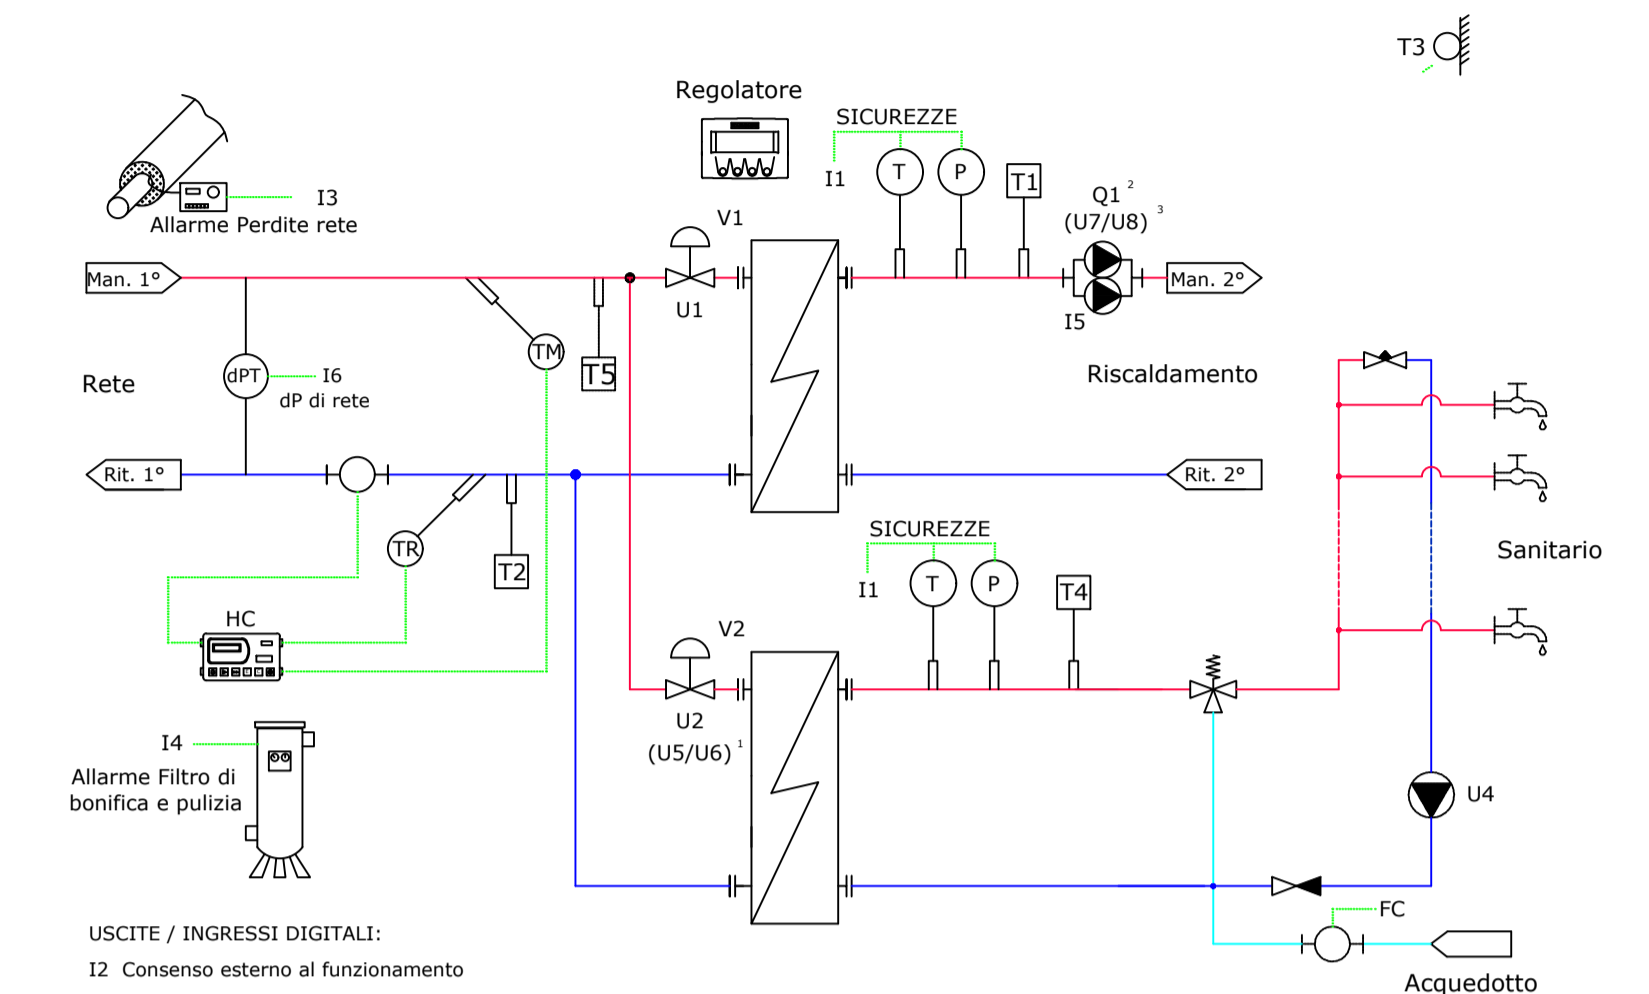 T3
Regolatore
SICUREZZE
I1
T
P
T1
Q1 2
(U7/U8) 3
I3
Allarme Perdite rete
V1
Man. 1°
U1
I5
Man. 2°
TM
T5
dPT
I6
dP di rete
Rete
Riscaldamento
Rit. 1°
Rit. 2°
TR
T2
SICUREZZE
I1
T
P
T4
Sanitario
HC
V2
U2
(U5/U6) 1
I4
Allarme Filtro di
bonifica e pulizia
U4
FC
Acquedotto
USCITE / INGRESSI DIGITALI:
I2 Consenso esterno al funzionamento